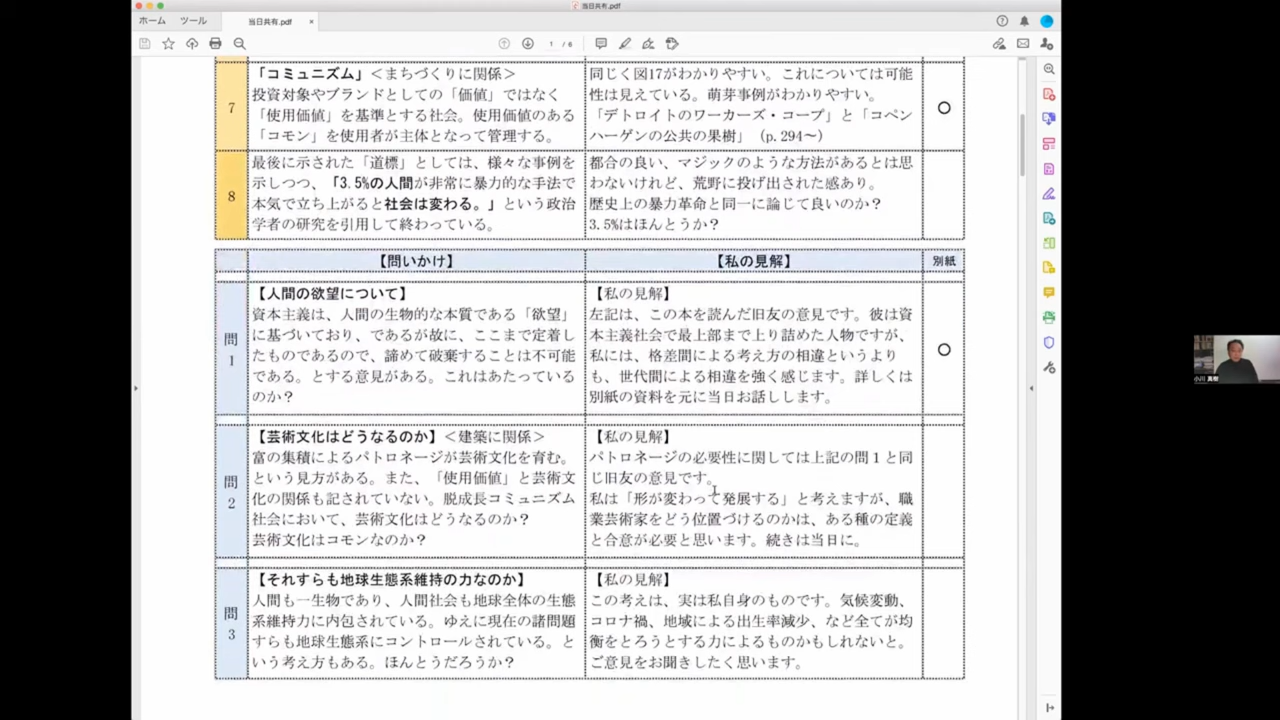 当日共有.pdf
ホーム ツール 当日共有.pdf ×
1 / 6
7
「コミュニズム」＜まちづくりに関係＞
投資対象やブランドとしての「価値」ではなく
「使用価値」を基準とする社会。使用価値のある
「コモン」を使用者が主体となって管理する。
同じく図17がわかりやすい。これについては可能
性は見えている。萌芽事例がわかりやすい。
「デトロイトのワーカーズ・コープ」と「コペン
ハーゲンの公共の果樹」（p.294～）
○
8
最後に示された「道標」としては、様々な事例を
示しつつ、「3.5%の人間が非常に暴力的な手法で
本気で立ち上がると社会は変わる。」という政治
学者の研究を引用して終わっている。
都合の良い、マジックのような方法があるとは思
わないけれど、荒野に投げ出された感あり。
歴史上の暴力革命と同一に論じて良いのか？
3.5%はほんとうか？
【問いかけ】 【私の見解】 別紙
問
1
【人間の欲望について】
資本主義は、人間の生物的な本質である「欲望」
に基づいており、であるが故に、ここまで定着し
たものであるので、諦めて破棄することは不可能
である。とする意見がある。これはあたっている
のか？
【私の見解】
左記は、この本を読んだ旧友の意見です。彼は資
本主義社会で最上部まで上り詰めた人物ですが、
私には、格差間による考え方の相違というより
も、世代間による相違を強く感じます。詳しくは
別紙の資料を元に当日お話しします。
○
問
2
【芸術文化はどうなるのか】＜建築に関係＞
富の集積によるパトロネージが芸術文化を育む。
という見方がある。また、「使用価値」と芸術文
化の関係も記されていない。脱成長コミュニズム
社会において、芸術文化はどうなるのか？
芸術文化はコモンなのか？
【私の見解】
パトロネージの必要性に関しては上記の問１と同
じ旧友の意見です。
私は「形が変わって発展する」と考えますが、職
業芸術家をどう位置づけるのかは、ある種の定義
と合意が必要と思います。続きは当日に。
問
3
【それすらも地球生態系維持の力なのか】
人間も一生物であり、人間社会も地球全体の生態
系維持力に内包されている。ゆえに現在の諸問題
すらも地球生態系にコントロールされている。と
いう考え方もある。ほんとうだろうか？
【私の見解】
この考えは、実は私自身のものです。気候変動、
コロナ禍、地域による出生率減少、など全てが均
衡をとろうとする力によるものかもしれないと。
ご意見をお聞きしたく思います。